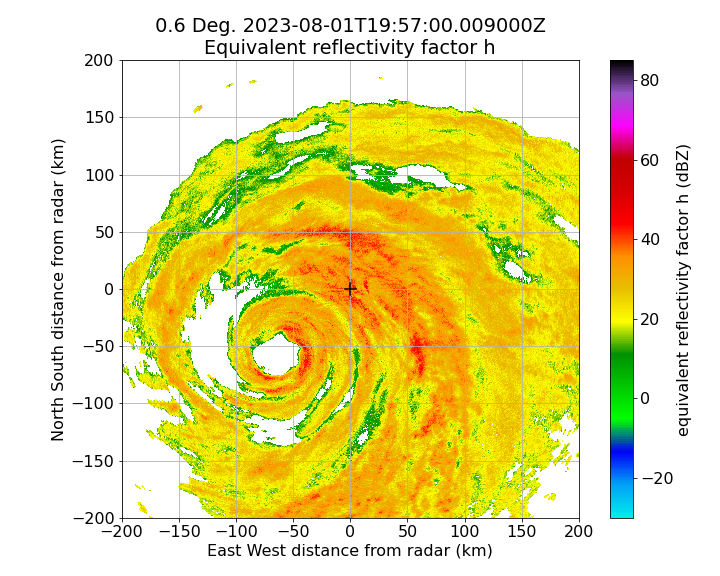 0.6 Deg. 2023-08-01T19:57:00.009000Z
Equivalent reflectivity factor h
200
150
100
50
0
−50
−100
−150
−200
−200 −150 −100 −50 0 50 100 150 200
East West distance from radar (km)
North South distance from radar (km)
80
60
40
20
0
−20
equivalent reflectivity factor h (dBZ)